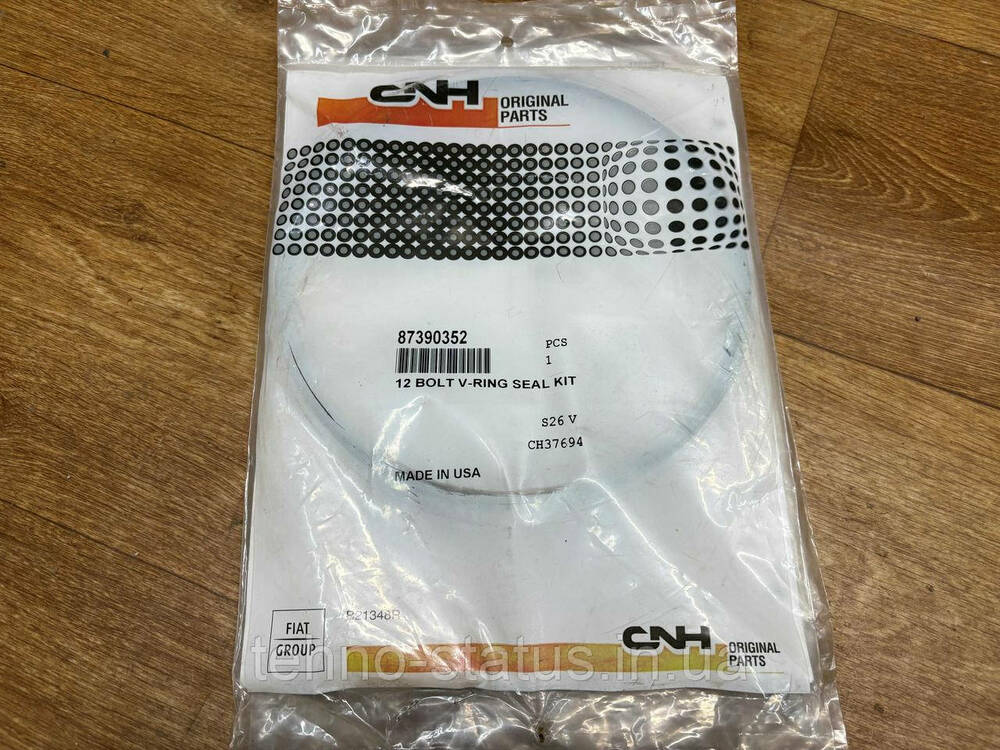 CNH
ORIGINAL
PARTS
87390352
PCS
1
12 BOLT V-RING SEAL KIT
S26 V
CH37694
MADE IN USA
R21348R
FIAT
GROUP
CNH
ORIGINAL
PARTS
tehno-status.in.ua